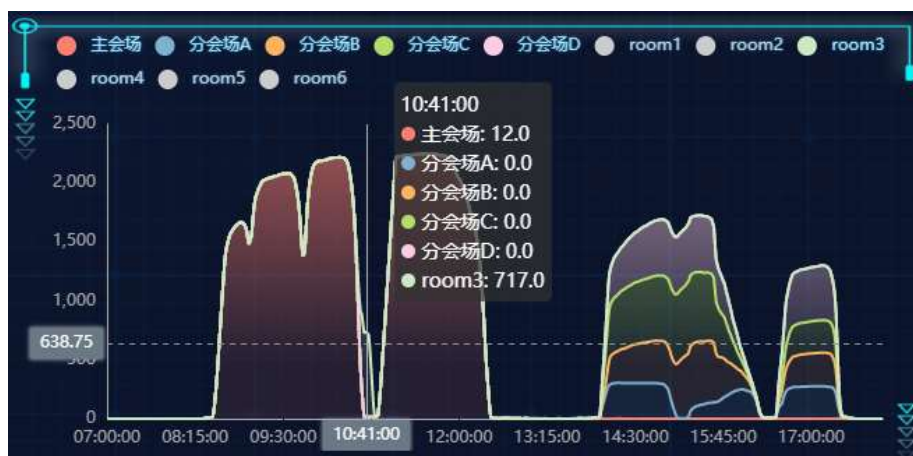 主会场 分会场A 分会场B 分会场C 分会场D room1 room2 room3
room4 room5 room6
10:41:00
主会场: 12.0
分会场A: 0.0
分会场B: 0.0
分会场C: 0.0
分会场D: 0.0
room3: 717.0
2,500
2,000
1,500
1,000
638.75
0
07:00:00 08:15:00 09:30:00 10:41:00 12:00:00 13:15:00 14:30:00 15:45:00 17:00:00